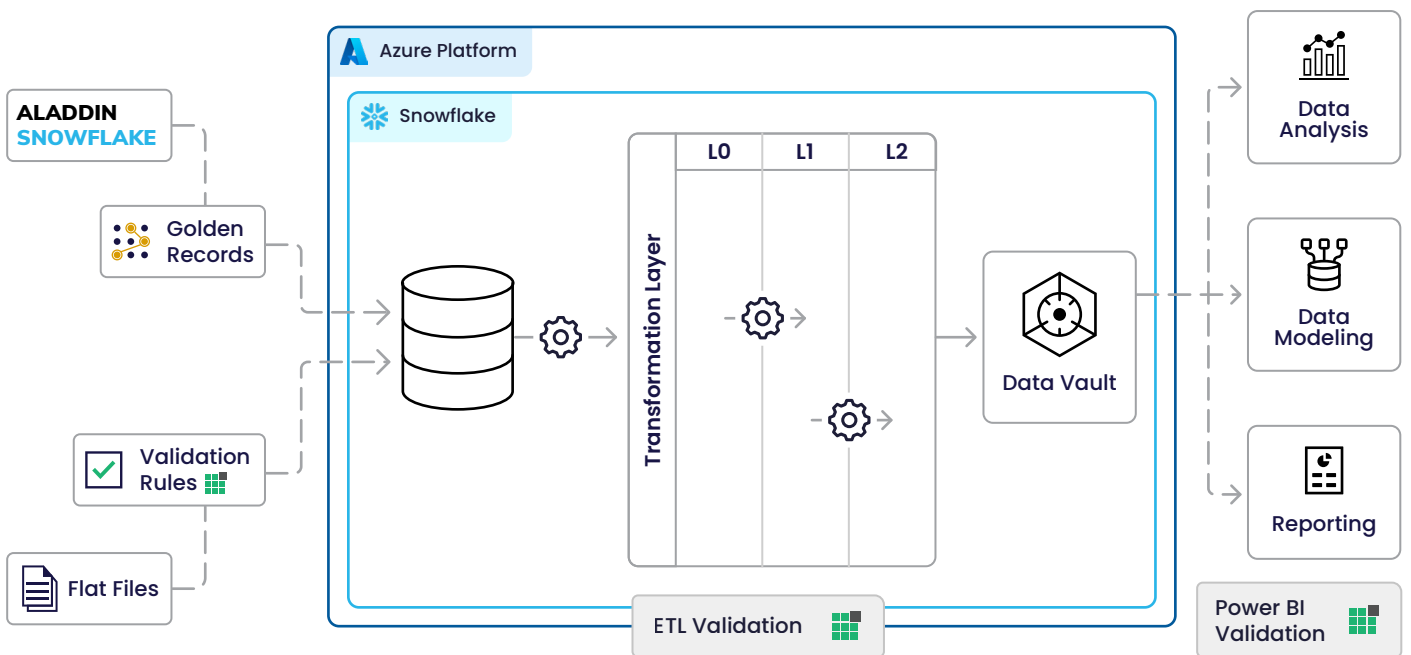 Azure Platform
Snowflake
ALADDIN
SNOWFLAKE
Golden
Records
Validation
Rules
Flat Files
Transformation Layer
L0
L1
L2
Data Vault
ETL Validation
Data
Analysis
Data
Modeling
Reporting
Power BI
Validation